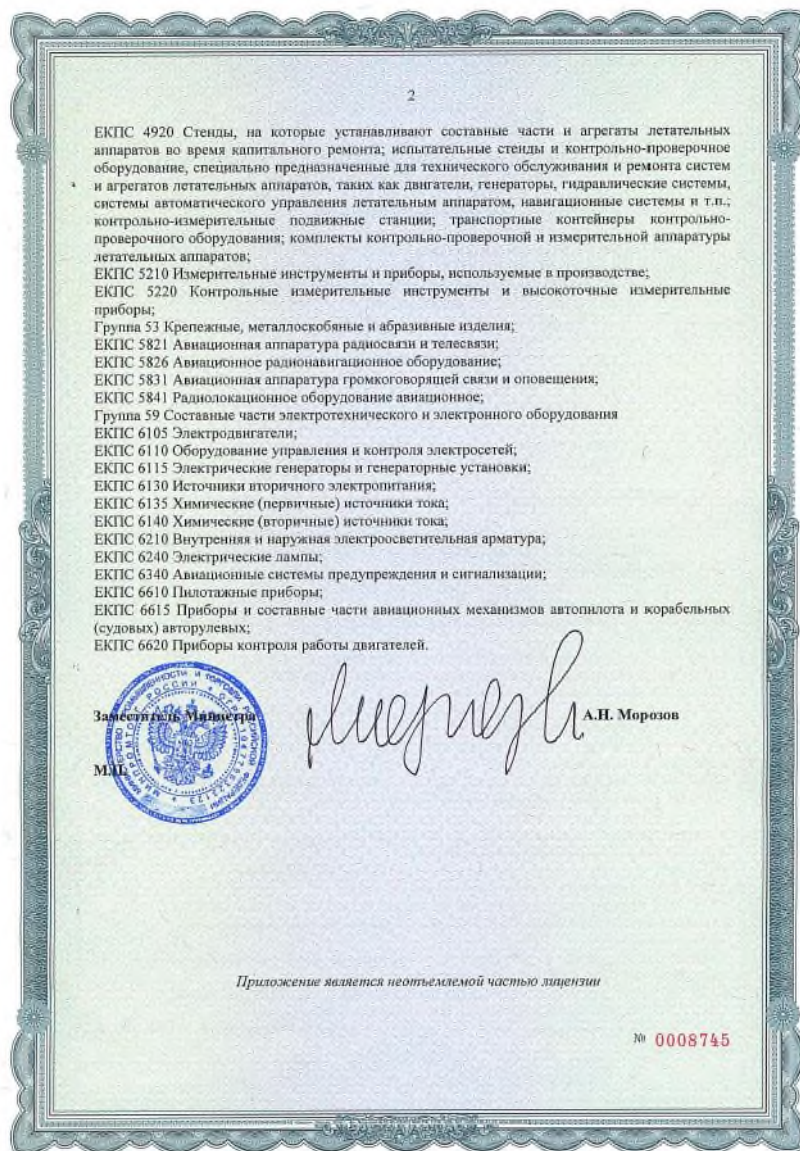 2
ЕКПС 4920 Стенды, на которые устанавливают составные части и агрегаты летательных
аппаратов во время капитального ремонта; испытательные стенды и контрольно-проверочное
оборудование, специально предназначенные для технического обслуживания и ремонта систем
и агрегатов летательных аппаратов, таких как двигатели, генераторы, гидравлические системы,
системы автоматического управления летательным аппаратом, навигационные системы и т.п.;
контрольно-измерительные подвижные станции; транспортные контейнеры контрольно-
проверочного оборудования; комплекты контрольно-проверочной и измерительной аппаратуры
летательных аппаратов;
ЕКПС 5210 Измерительные инструменты и приборы, используемые в производстве;
ЕКПС 5220 Контрольные измерительные инструменты и высокоточные измерительные
приборы;
Группа 53 Крепежные, металлоскобяные и абразивные изделия;
ЕКПС 5821 Авиационная аппаратура радиосвязи и телесвязи;
ЕКПС 5826 Авиационное радионавигационное оборудование;
ЕКПС 5831 Авиационная аппаратура громкоговорящей связи и оповещения;
ЕКПС 5841 Радиолокационное оборудование авиационное;
Группа 59 Составные части электротехнического и электронного оборудования
ЕКПС 6105 Электродвигатели;
ЕКПС 6110 Оборудование управления и контроля электросетей;
ЕКПС 6115 Электрические генераторы и генераторные установки;
ЕКПС 6130 Источники вторичного электропитания;
ЕКПС 6135 Химические (первичные) источники тока;
ЕКПС 6140 Химические (вторичные) источники тока;
ЕКПС 6210 Внутренняя и наружная электроосветительная арматура;
ЕКПС 6240 Электрические лампы;
ЕКПС 6340 Авиационные системы предупреждения и сигнализации;
ЕКПС 6610 Пилотажные приборы;
ЕКПС 6615 Приборы и составные части авиационных механизмов автопилота и корабельных
(судовых) авторулевых;
ЕКПС 6620 Приборы контроля работы двигателей.
Заместитель Министра
А.Н. Морозов
М.П.
МИНИСТЕРСТВО ПРОМЫШЛЕННОСТИ И ТОРГОВЛИ РОССИЙСКОЙ ФЕДЕРАЦИИ
МИНПРОМТОРГ РОССИИ
Приложение является неотъемлемой частью лицензии
№ 0008745